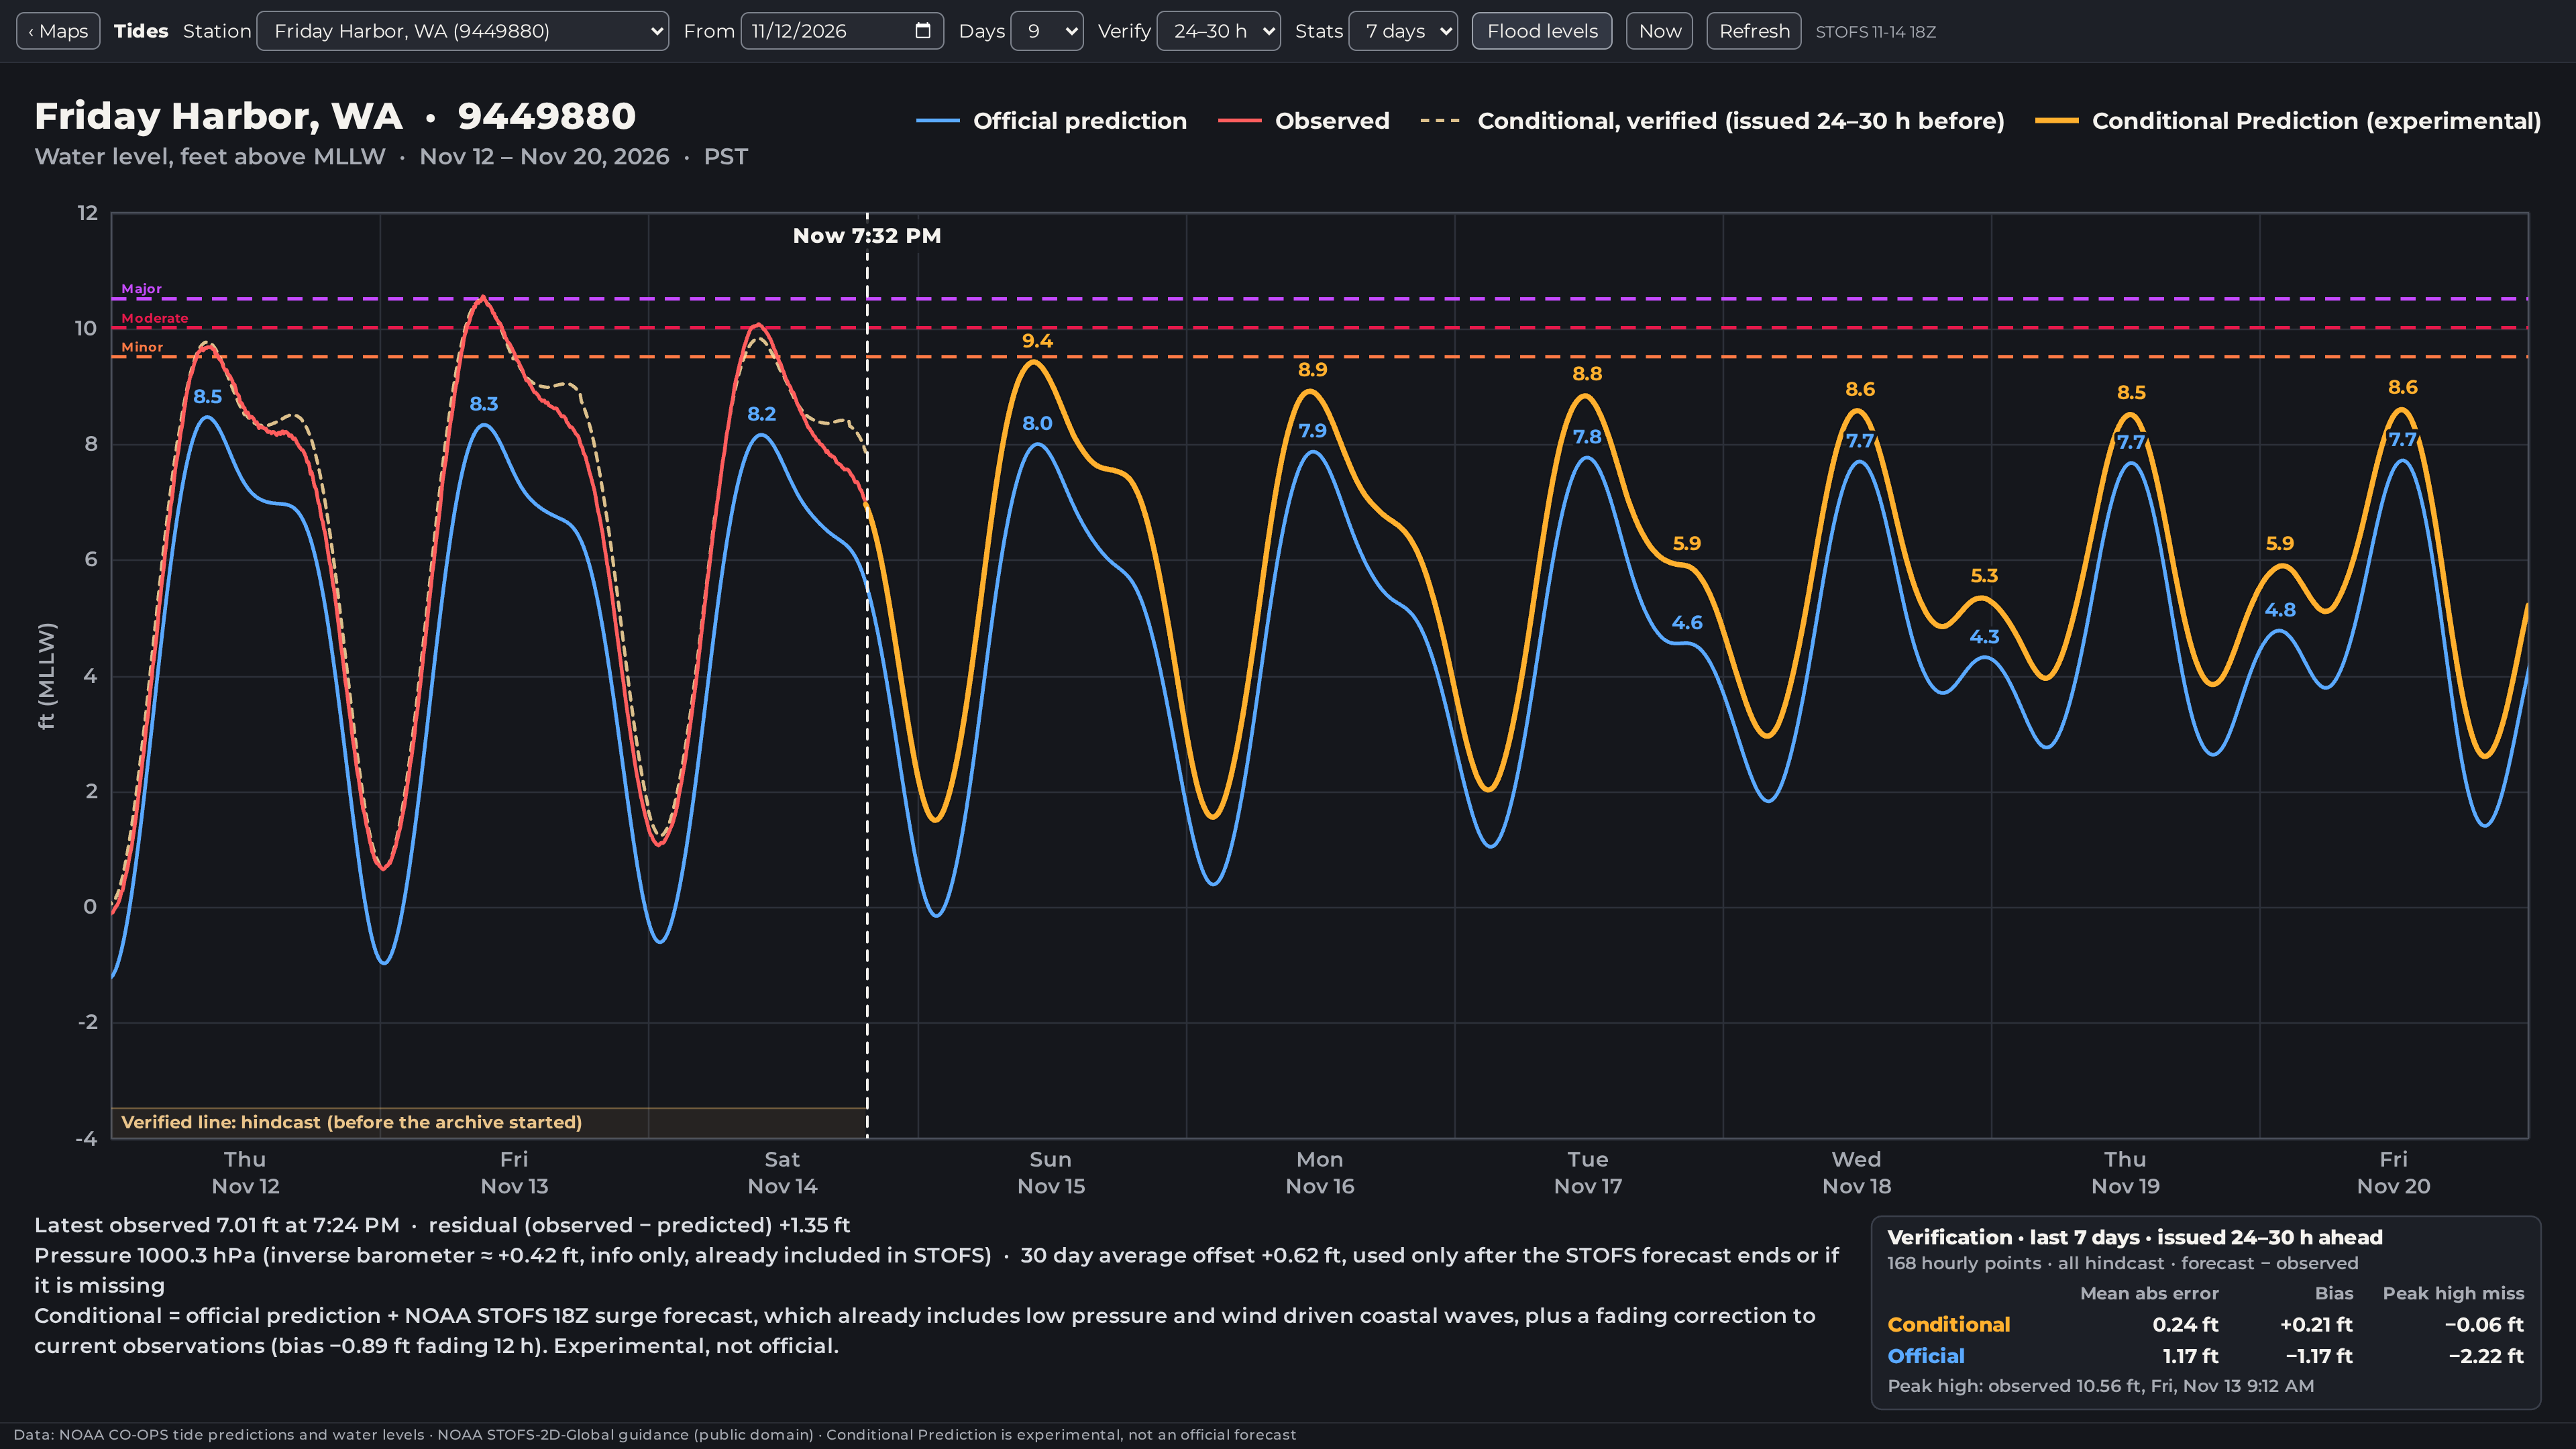 ‹ Maps Tides Station Friday Harbor, WA (9449880) From 11/12/2026 Days 9 Verify 24–30 h Stats 7 days Flood levels Now Refresh STOFS 11-14 18Z
Friday Harbor, WA · 9449880
Water level, feet above MLLW · Nov 12 – Nov 20, 2026 · PST
Official prediction Observed Conditional, verified (issued 24–30 h before) Conditional Prediction (experimental)
Now 7:32 PM
ft (MLLW)
12
10
8
6
4
2
0
-2
-4
Major
Moderate
Minor
8.5
8.3
8.2
9.4
8.0
8.9
7.9
8.8
7.8
5.9
4.6
8.6
7.7
5.3
4.3
8.5
7.7
5.9
4.8
8.6
7.7
Verified line: hindcast (before the archive started)
Thu Fri Sat Sun Mon Tue Wed Thu Fri
Nov 12 Nov 13 Nov 14 Nov 15 Nov 16 Nov 17 Nov 18 Nov 19 Nov 20
Latest observed 7.01 ft at 7:24 PM · residual (observed − predicted) +1.35 ft
Pressure 1000.3 hPa (inverse barometer ≈ +0.42 ft, info only, already included in STOFS) · 30 day average offset +0.62 ft, used only after the STOFS forecast ends or if
it is missing
Conditional = official prediction + NOAA STOFS 18Z surge forecast, which already includes low pressure and wind driven coastal waves, plus a fading correction to
current observations (bias −0.89 ft fading 12 h). Experimental, not official.
Verification · last 7 days · issued 24–30 h ahead
168 hourly points · all hindcast · forecast − observed
Mean abs error Bias Peak high miss
Conditional 0.24 ft +0.21 ft −0.06 ft
Official 1.17 ft −1.17 ft −2.22 ft
Peak high: observed 10.56 ft, Fri, Nov 13 9:12 AM
Data: NOAA CO-OPS tide predictions and water levels · NOAA STOFS-2D-Global guidance (public domain) · Conditional Prediction is experimental, not an official forecast